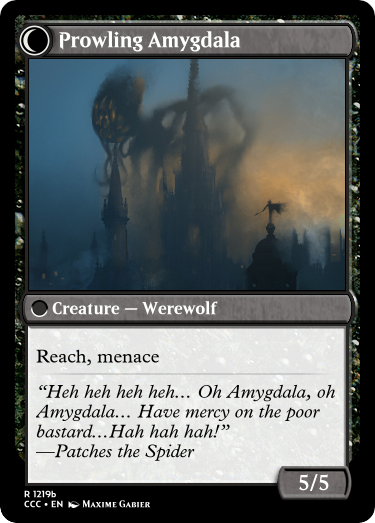 Prowling Amygdala
Creature — Werewolf
Reach, menace
“Heh heh heh heh… Oh Amygdala, oh
Amygdala… Have mercy on the poor
bastard…Hah hah hah!”
—Patches the Spider
5/5
R 1219b
CCC • EN Maxime Gabier